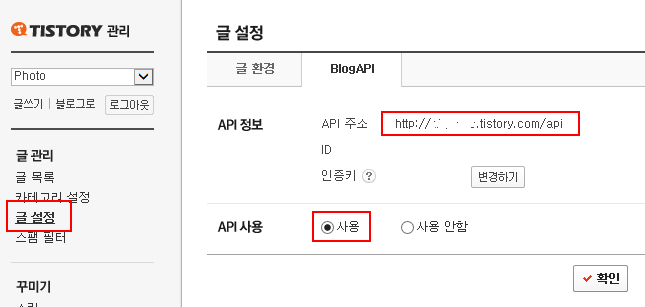 TISTORY 관리
Photo
글쓰기 | 블로그로 로그아웃
글 관리
글 목록
카테고리 설정
글 설정
스팸 필터
꾸미기
글 설정
글 환경 BlogAPI
API 정보 API 주소 http:// .tistory.com/api
ID
인증키 ? 변경하기
API 사용 사용 사용 안함
확인